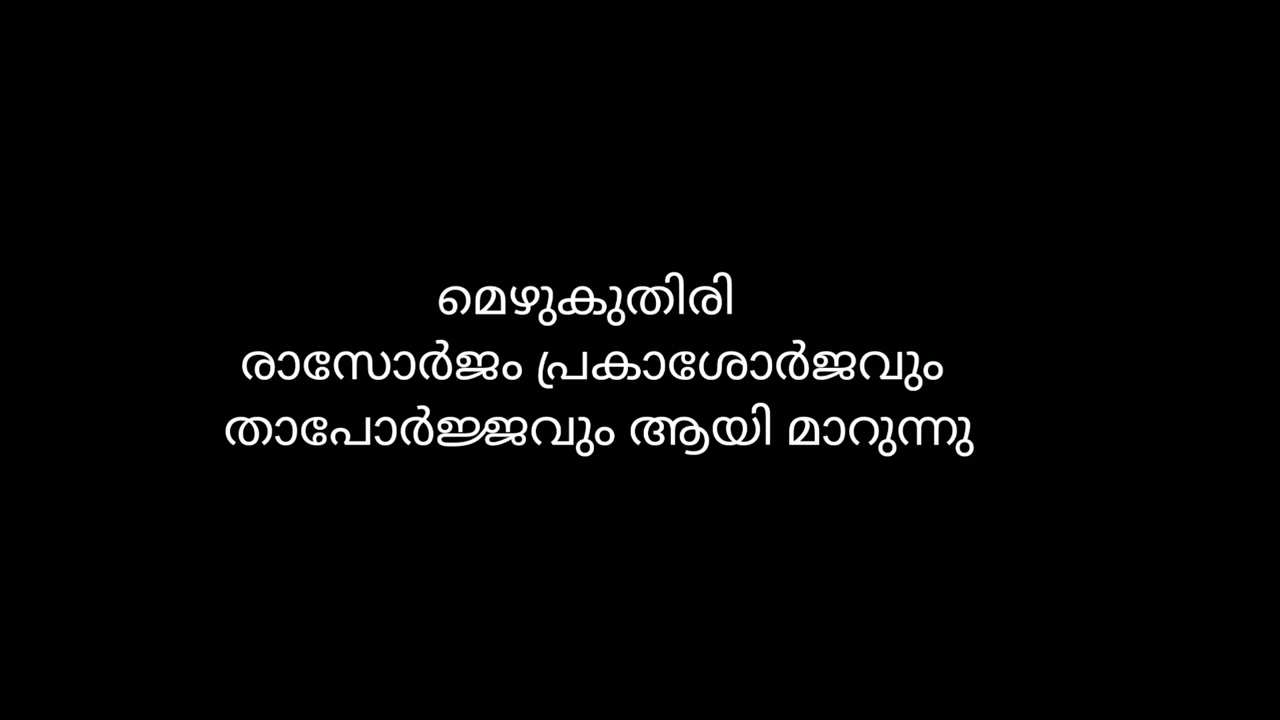 മെഴുകുതിരി
രാസോർജം പ്രകാശോർജവും
താപോർജ്ജവും ആയി മാറുന്നു